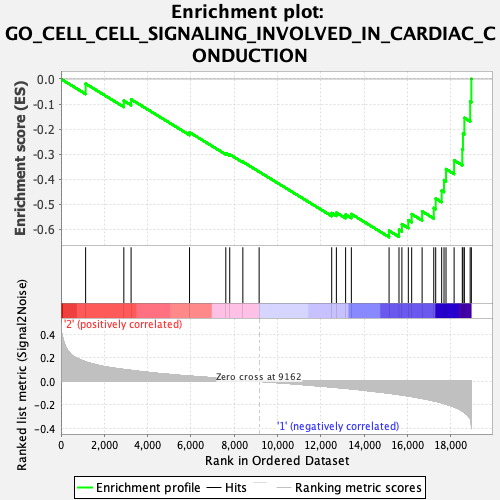 Enrichment plot:
GO_CELL_CELL_SIGNALING_INVOLVED_IN_CARDIAC_C
ONDUCTION
Enrichment score (ES)
0.0
-0.1
-0.2
-0.3
-0.4
-0.5
-0.6
'2' (positively correlated)
Ranked list metric (Signal2Noise)
0.4
0.2
0.0
-0.2
-0.4
Zero cross at 9162
'1' (negatively correlated)
0 2,000 4,000 6,000 8,000 10,000 12,000 14,000 16,000 18,000
Rank in Ordered Dataset
Enrichment profile Hits Ranking metric scores